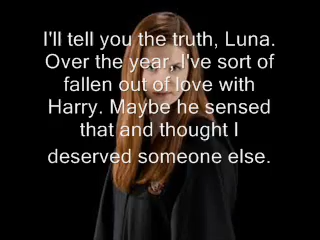 I'll tell you the truth, Luna.
Over the year, I've sort of
fallen out of love with
Harry. Maybe he sensed
that and thought I
deserved someone else.